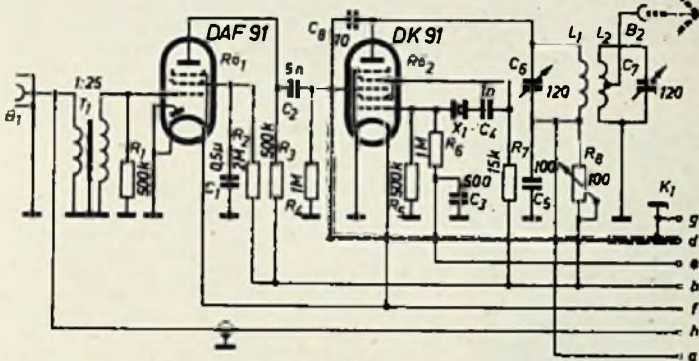 DAF 91
Rö1
1:25
T1
B1
R1
500k
0,5µ
C1
2M
R2
500k
R3
5n
C2
1M
R4
C8
10
DK 91
Rö2
500k
R5
1M
R6
500
C3
X1
1n
C4
15k
R7
C6
120
100
C5
L1
L2
B2
C7
120
R8
100
K1
g
d
e
b
f
h
a